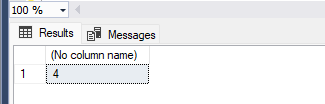 100 %
Results Messages
(No column name)
1 4